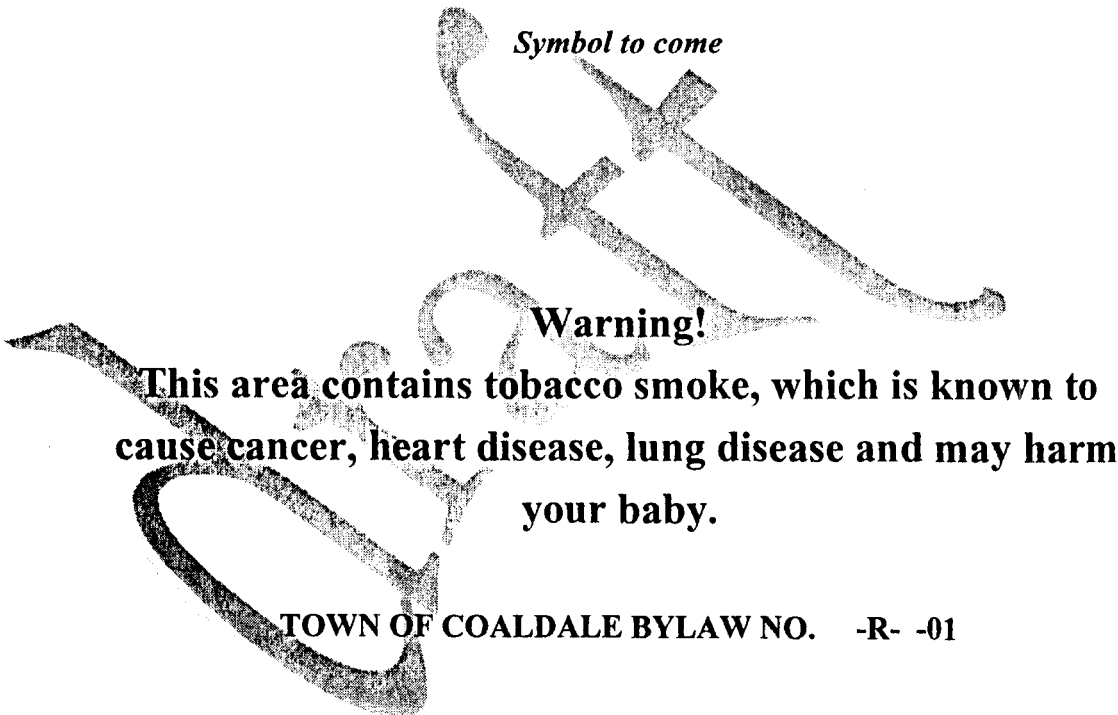 Symbol to come
Draft
Warning!
This area contains tobacco smoke, which is known to
cause cancer, heart disease, lung disease and may harm
your baby.
TOWN OF COALDALE BYLAW NO. -R- -01